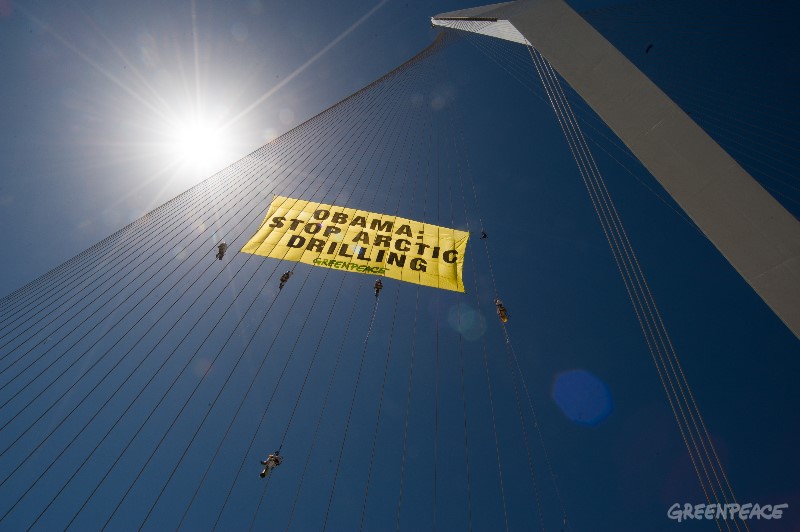 OBAMA:
STOP ARCTIC
DRILLING
GREENPEACE
GREENPEACE